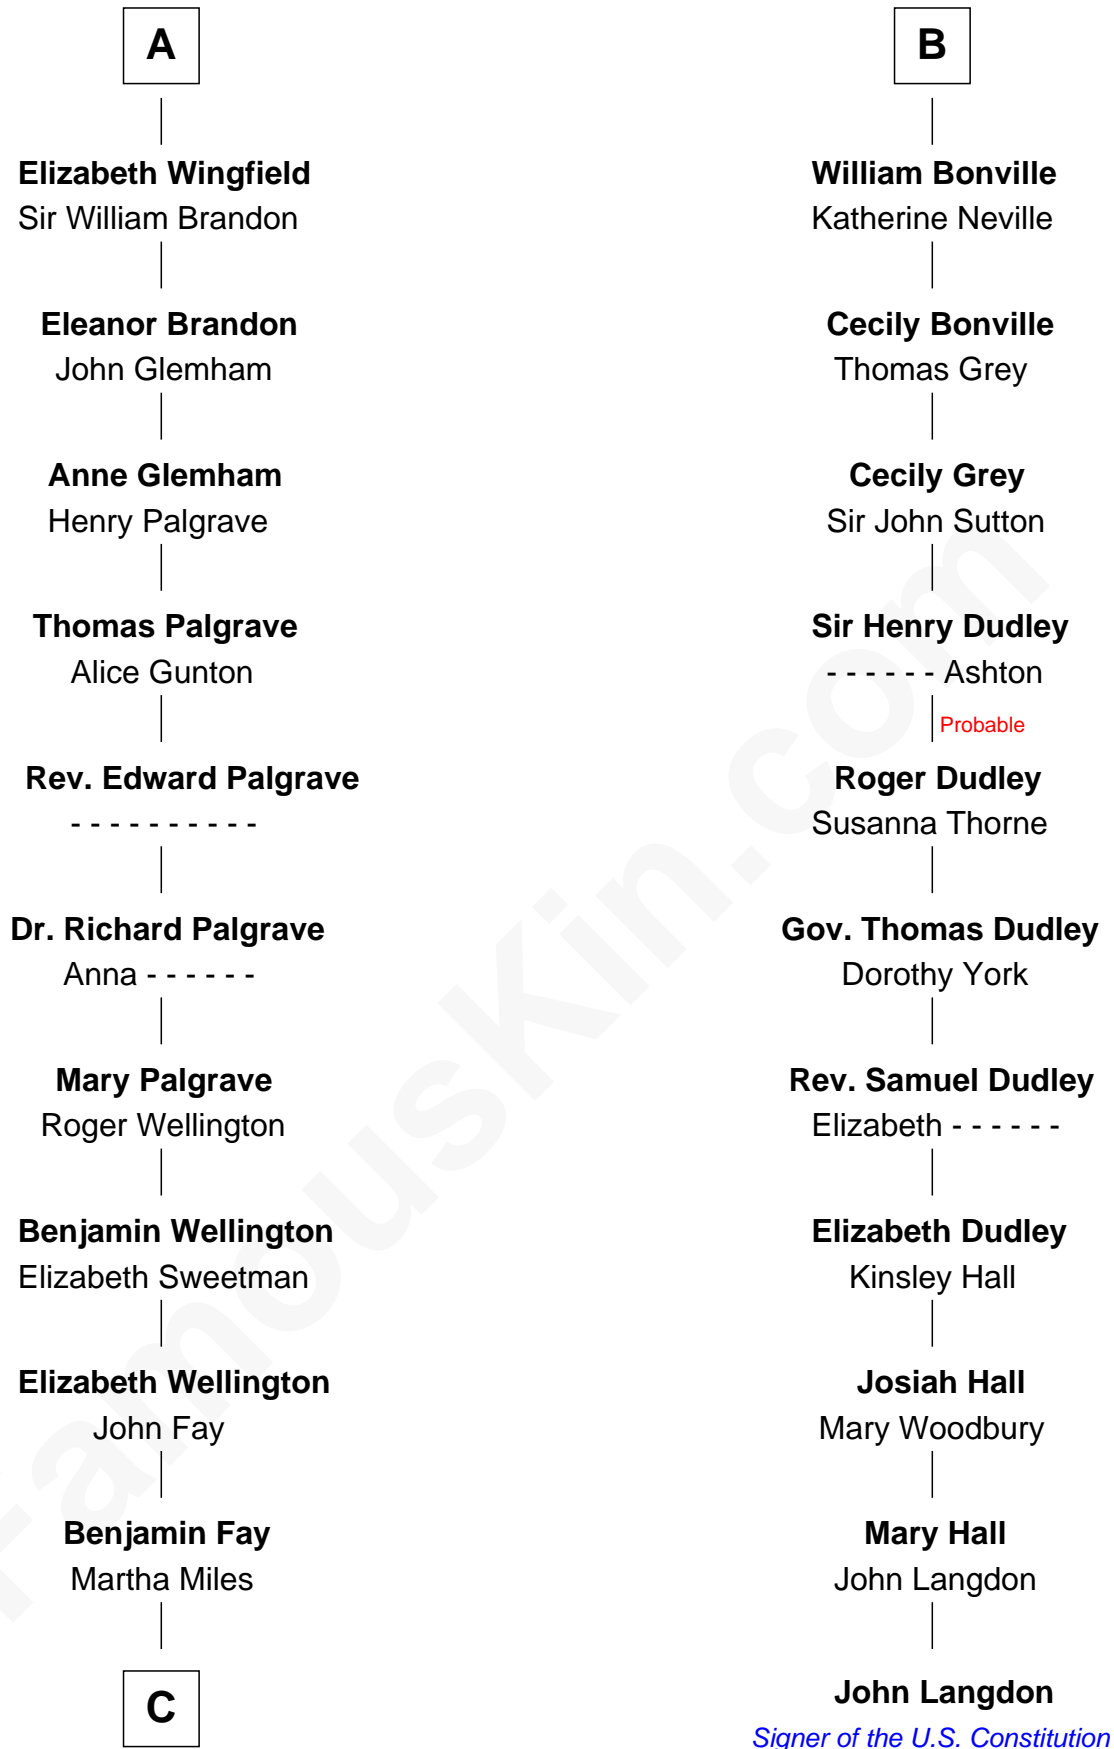 A
Elizabeth Wingfield
Sir William Brandon
Eleanor Brandon
John Glemham
Anne Glemham
Henry Palgrave
Thomas Palgrave
Alice Gunton
Rev. Edward Palgrave
- - - - - - - - - -
Dr. Richard Palgrave
Anna - - - - - -
Mary Palgrave
Roger Wellington
Benjamin Wellington
Elizabeth Sweetman
Elizabeth Wellington
John Fay
Benjamin Fay
Martha Miles
C
B
William Bonville
Katherine Neville
Cecily Bonville
Thomas Grey
Cecily Grey
Sir John Sutton
Sir Henry Dudley
- - - - - - Ashton
Probable
Roger Dudley
Susanna Thorne
Gov. Thomas Dudley
Dorothy York
Rev. Samuel Dudley
Elizabeth - - - - - -
Elizabeth Dudley
Kinsley Hall
Josiah Hall
Mary Woodbury
Mary Hall
John Langdon
John Langdon
Signer of the U.S. Constitution
FamousKin.com